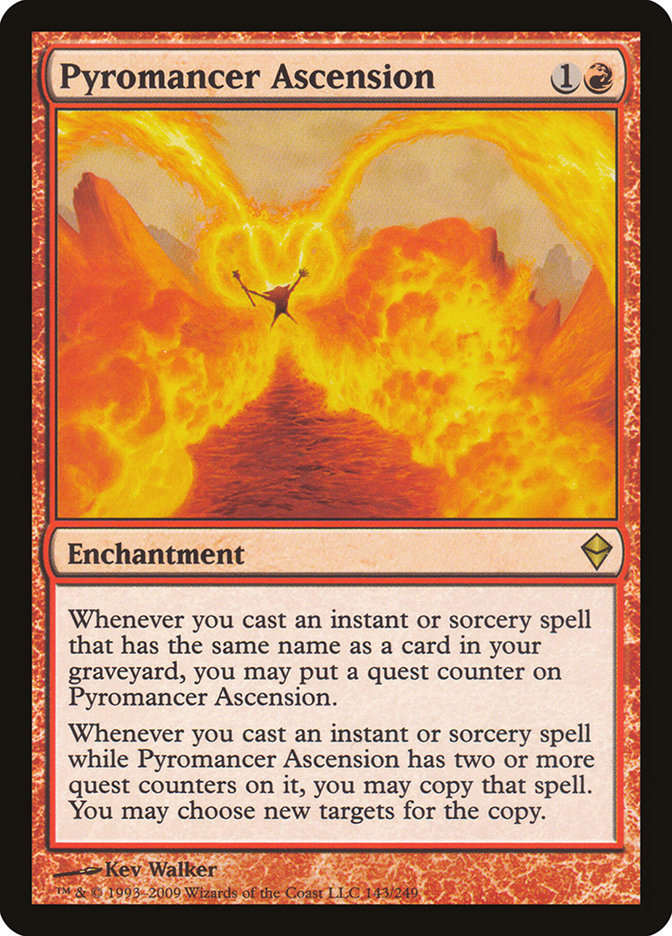 Pyromancer Ascension 1
Enchantment
Whenever you cast an instant or sorcery spell
that has the same name as a card in your
graveyard, you may put a quest counter on
Pyromancer Ascension.
Whenever you cast an instant or sorcery spell
while Pyromancer Ascension has two or more
quest counters on it, you may copy that spell.
You may choose new targets for the copy.
Kev Walker
™ & © 1993–2009 Wizards of the Coast LLC 143/249